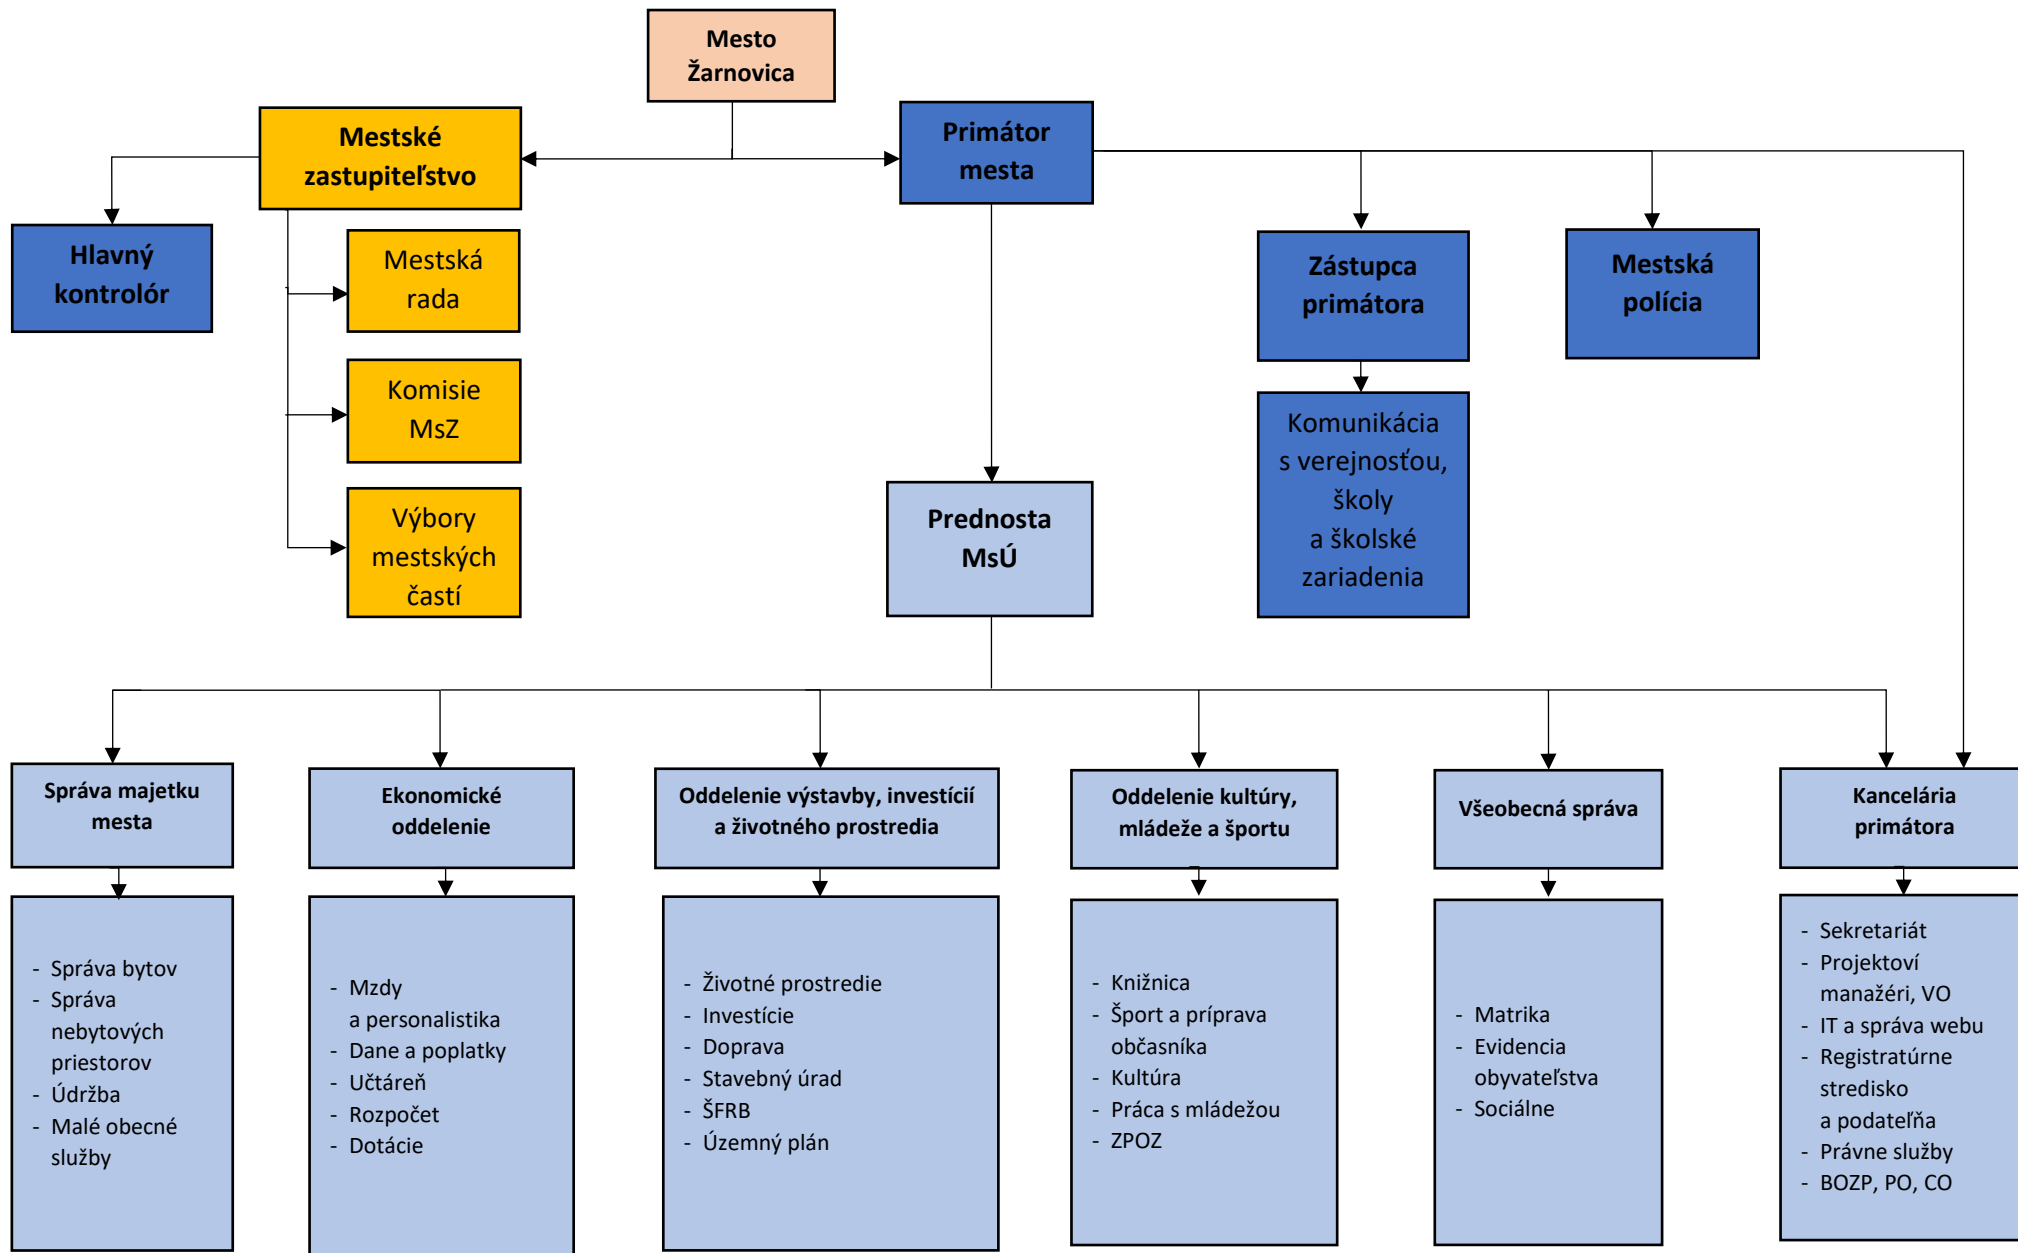 Mesto
Žarnovica
Mestské
zastupiteľstvo
Primátor
mesta
Hlavný
kontrolór
Mestská
rada
Komisie
MsZ
Výbory
mestských
častí
Zástupca
primátora
Mestská
polícia
Komunikácia
s verejnosťou,
školy
a školské
zariadenia
Prednosta
MsÚ
Správa majetku
mesta
Ekonomické
oddelenie
Oddelenie výstavby, investícií
a životného prostredia
Oddelenie kultúry,
mládeže a športu
Všeobecná správa
Kancelária
primátora
- Správa bytov
- Správa
nebytových
priestorov
- Údržba
- Malé obecné
služby
- Mzdy
a personalistika
- Dane a poplatky
- Učtáreň
- Rozpočet
- Dotácie
- Životné prostredie
- Investície
- Doprava
- Stavebný úrad
- ŠFRB
- Územný plán
- Knižnica
- Šport a príprava
občasníka
- Kultúra
- Práca s mládežou
- ZPOZ
- Matrika
- Evidencia
obyvateľstva
- Sociálne
- Sekretariát
- Projektoví
manažéri, VO
- IT a správa webu
- Registratúrne
stredisko
a podateľňa
- Právne služby
- BOZP, PO, CO